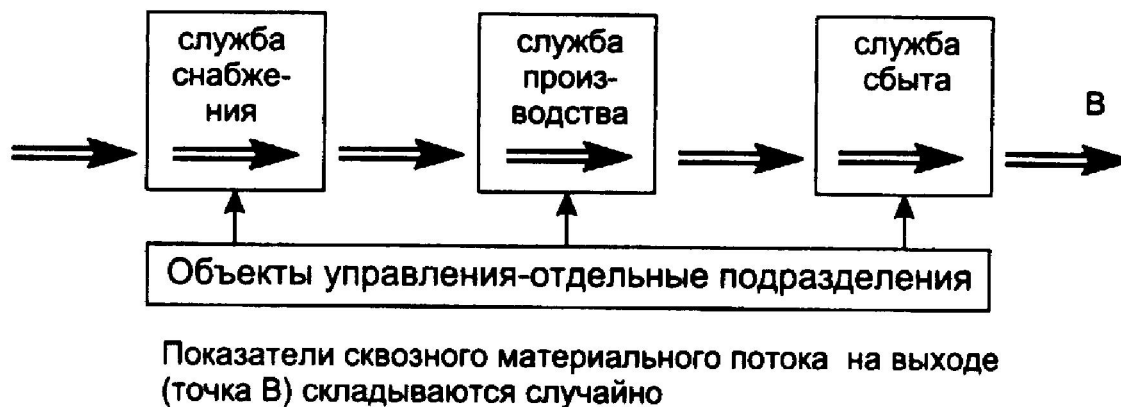 служба
снабже-
ния
служба
произ-
водства
служба
сбыта
В
Объекты управления-отдельные подразделения
Показатели сквозного материального потока на выходе
(точка В) складываются случайно